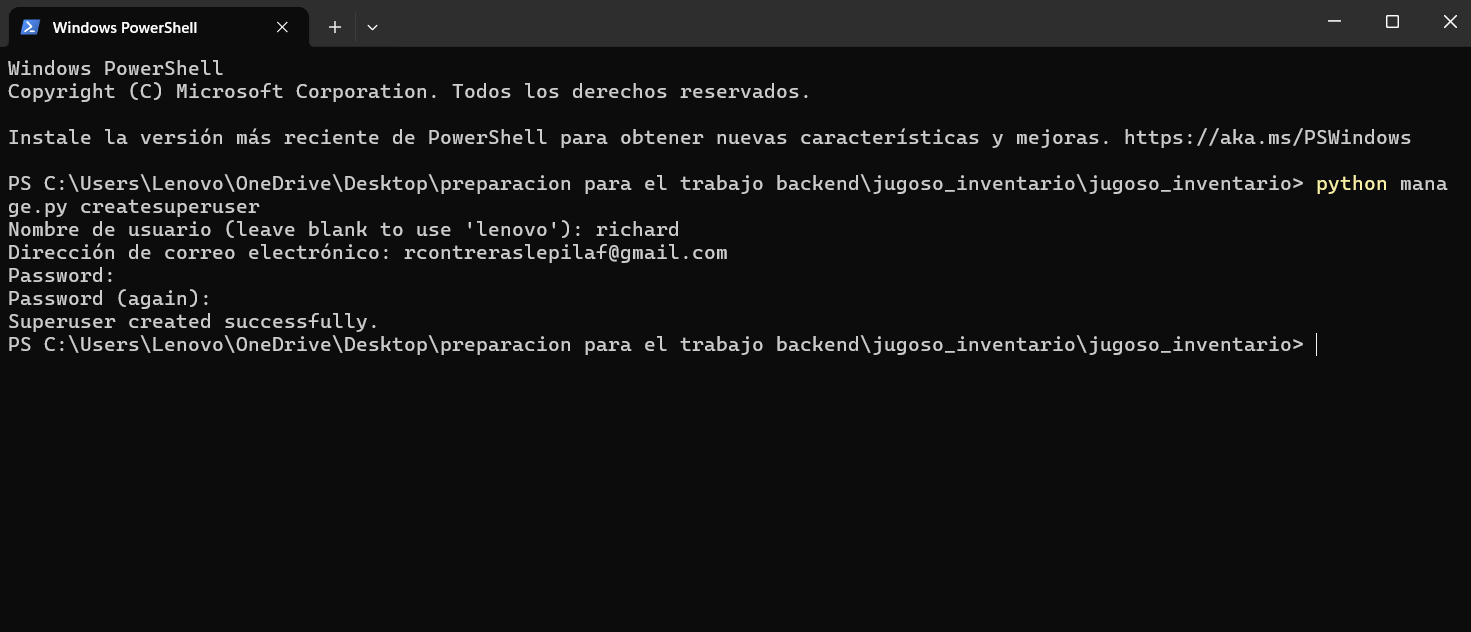 Windows PowerShell
Windows PowerShell
Copyright (C) Microsoft Corporation. Todos los derechos reservados.
Instale la versión más reciente de PowerShell para obtener nuevas características y mejoras. https://aka.ms/PSWindows
PS C:\Users\Lenovo\OneDrive\Desktop\preparacion para el trabajo backend\jugoso_inventario\jugoso_inventario> python mana
ge.py createsuperuser
Nombre de usuario (leave blank to use 'lenovo'): richard
Dirección de correo electrónico: rcontreraslepilaf@gmail.com
Password:
Password (again):
Superuser created successfully.
PS C:\Users\Lenovo\OneDrive\Desktop\preparacion para el trabajo backend\jugoso_inventario\jugoso_inventario>